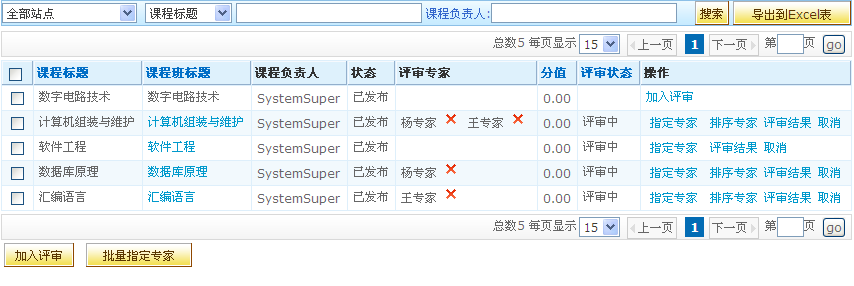 全部站点 课程标题 课程负责人: 搜索 导出到Excel表
总数5 每页显示 15 上一页 1 下一页 第 页 go
课程标题 课程班标题 课程负责人 状态 评审专家 分值 评审状态 操作
数字电路技术 数字电路技术 SystemSuper 已发布 0.00 加入评审
计算机组装与维护 计算机组装与维护 SystemSuper 已发布 杨专家 王专家 0.00 评审中 指定专家 排序专家 评审结果 取消
软件工程 软件工程 SystemSuper 已发布 0.00 评审中 指定专家 评审结果 取消
数据库原理 数据库原理 SystemSuper 已发布 杨专家 0.00 评审中 指定专家 排序专家 评审结果 取消
汇编语言 汇编语言 SystemSuper 已发布 王专家 0.00 评审中 指定专家 排序专家 评审结果 取消
总数5 每页显示 15 上一页 1 下一页 第 页 go
加入评审 批量指定专家